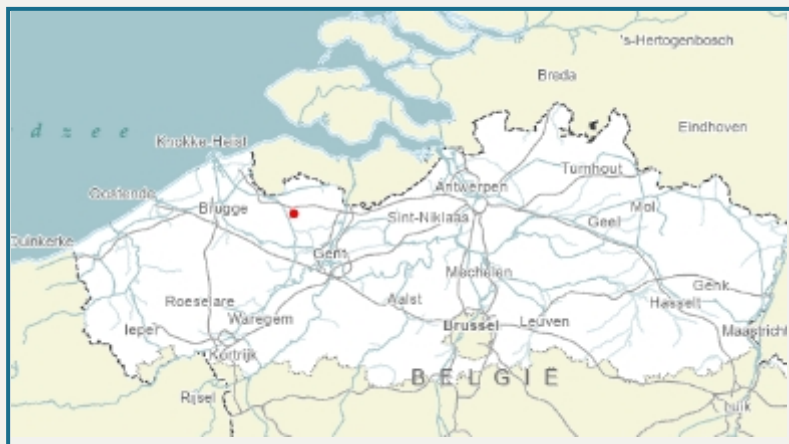 's-Hertogenbosch
Breda
Eindhoven
d z e e
Knokke-Heist
Turnhout
Antwerpen
Oostende
Brugge
Mol
Sint-Niklaas
Geel
Duinkerke
Gent
Mechelen
Genk
Aalst
Hasselt
Roeselare
Waregem
Brussel
Leuven
Ieper
Maastricht
Kortrijk
BELGIË
Rijsel
Luik